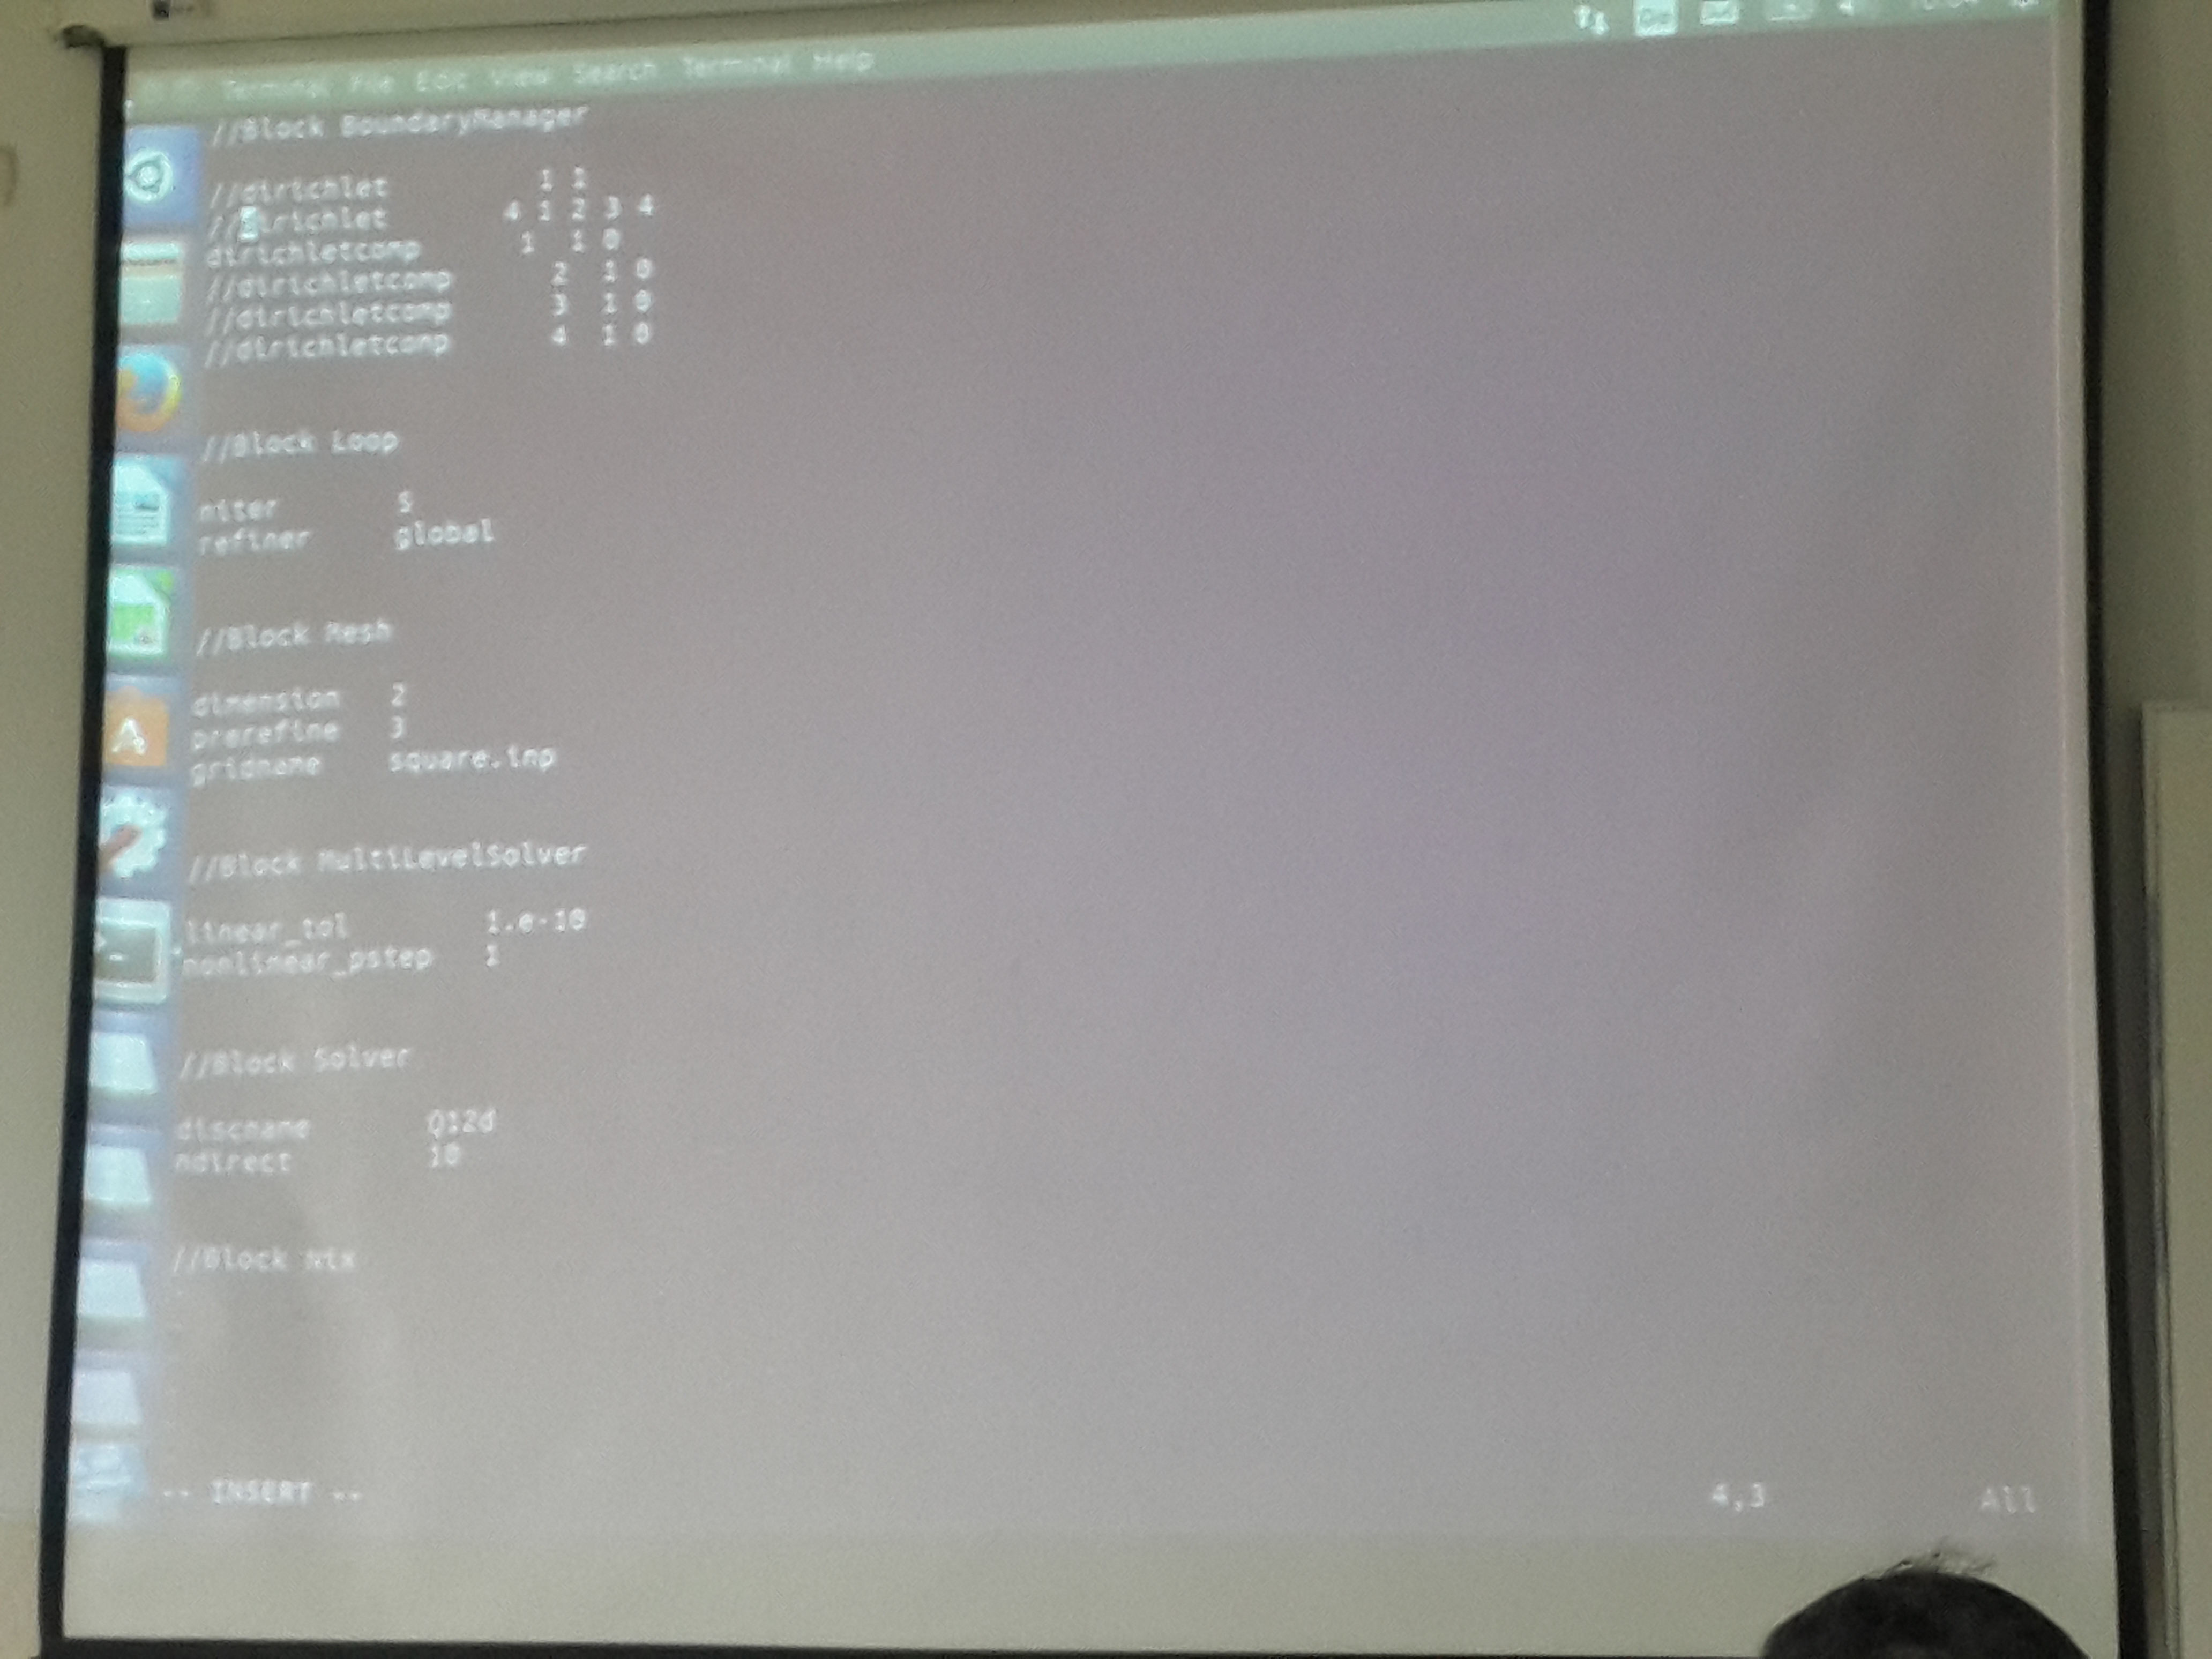 Terminal File Edit View Search Terminal Help
//Block BoundaryManager
//dirichlet 1 1
//dirichlet 4 1 2 3 4
dirichletcomp 1 1 0
//dirichletcomp 2 1 0
//dirichletcomp 3 1 0
//dirichletcomp 4 1 0
//Block Loop
niter 5
refiner global
//Block Mesh
dimension 2
prerefine 3
gridname square.inp
//Block MultiLevelSolver
linear_tol 1.e-10
nonlinear_pstep 1
//Block Solver
discname Q12d
ndirect 10
//Block Nix
-- INSERT -- 4,3 All